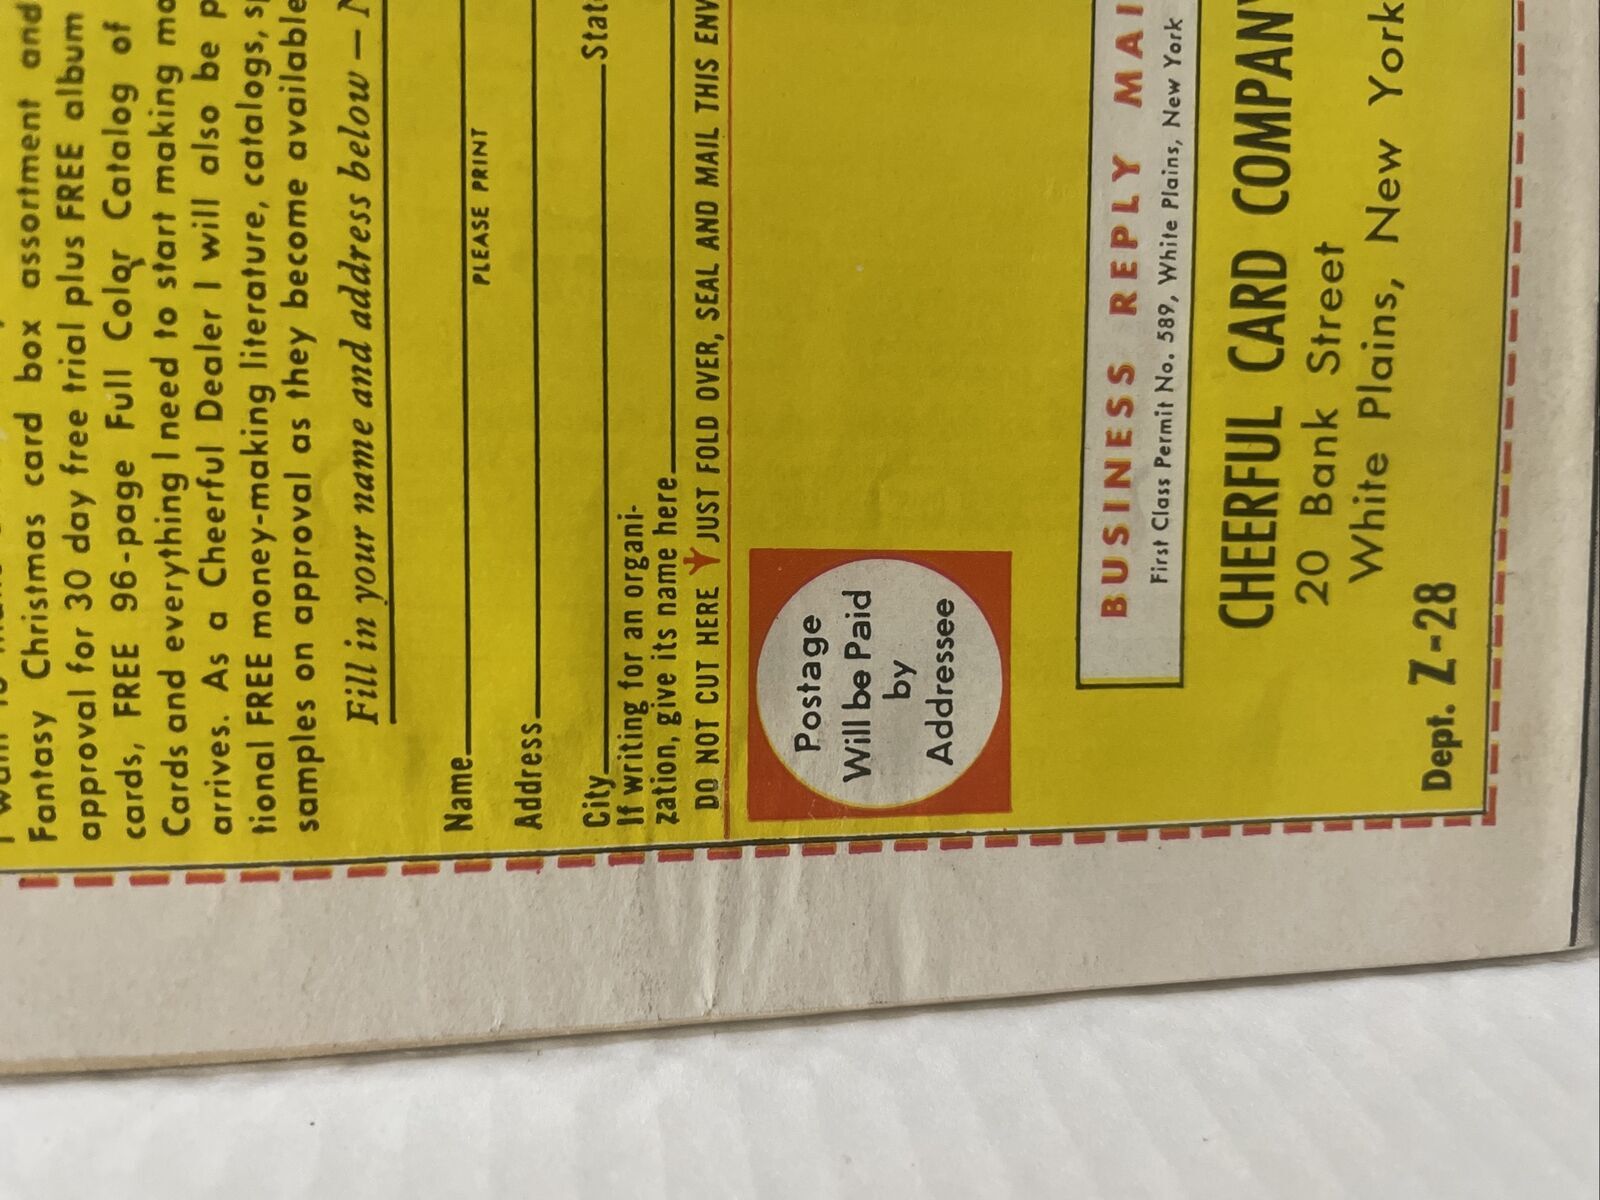 Fantasy Christmas card box assortment and
approval for 30 day free trial plus FREE album
cards, FREE 96-page Full Color Catalog of
Cards and everything I need to start making
arrives. As a Cheerful Dealer I will also be
tional FREE money-making literature, catalogs,
samples on approval as they become available
Fill in your name and address below —
Name
PLEASE PRINT
Address
City State
If writing for an organi-
zation, give its name here
DO NOT CUT HERE JUST FOLD OVER, SEAL AND MAIL THIS ENV
Postage
Will be Paid
by
Addressee
BUSINESS REPLY MAI
First Class Permit No. 589, White Plains, New York
CHEERFUL CARD COMPANY
20 Bank Street
White Plains, New York
Dept. Z-28